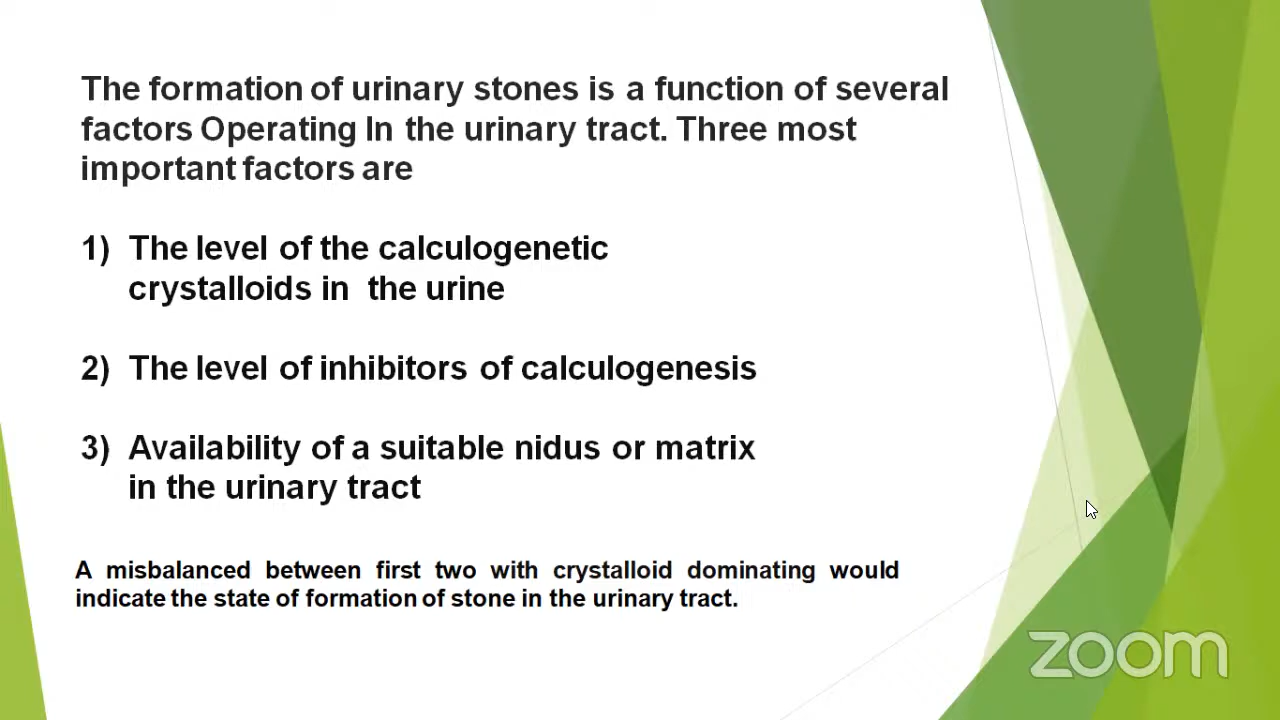 The formation of urinary stones is a function of several
factors Operating In the urinary tract. Three most
important factors are
1) The level of the calculogenetic
crystalloids in the urine
2) The level of inhibitors of calculogenesis
3) Availability of a suitable nidus or matrix
in the urinary tract
A misbalanced between first two with crystalloid dominating would
indicate the state of formation of stone in the urinary tract.
zoom